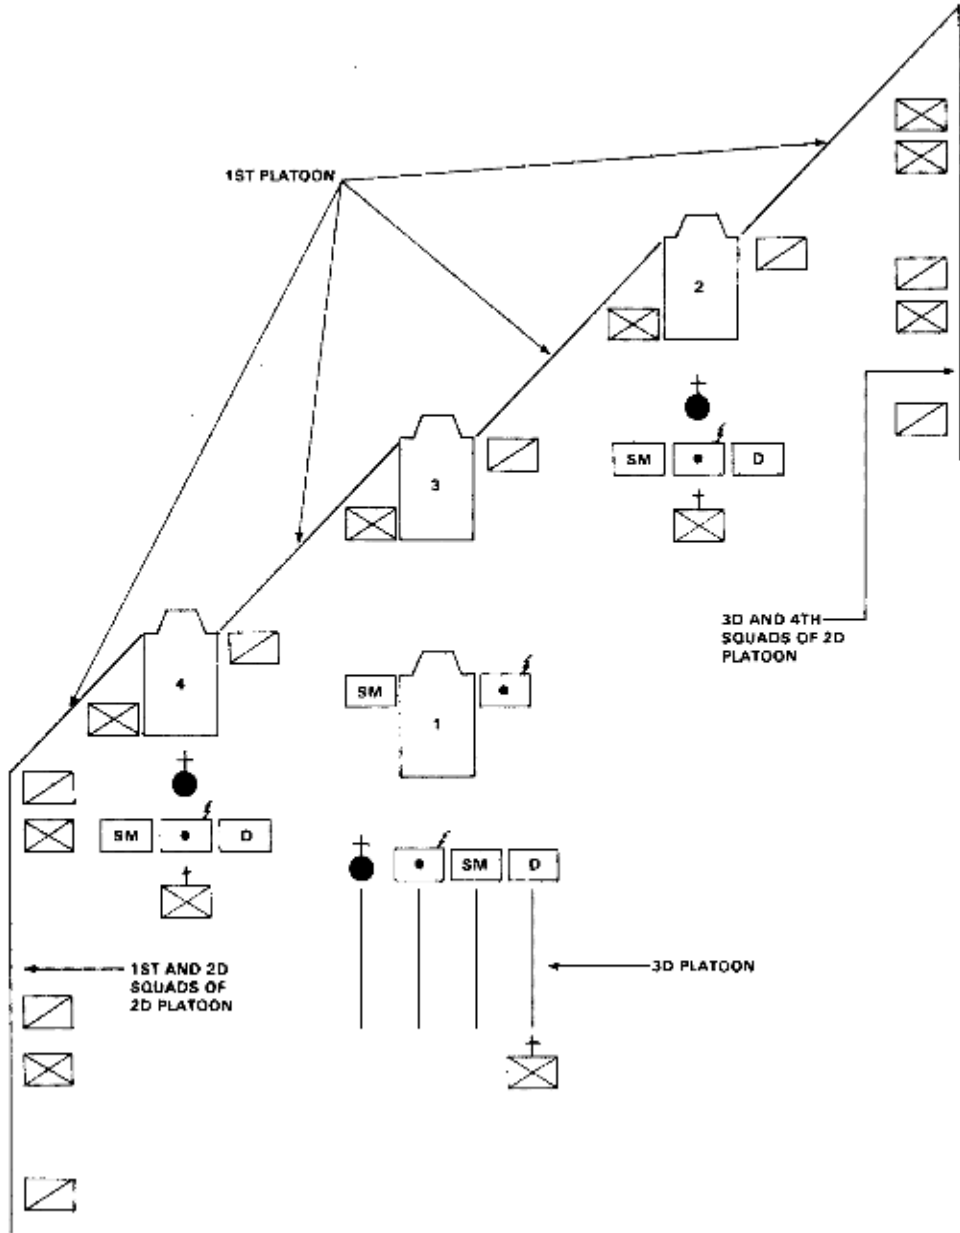 1ST PLATOON
2
SM
D
3
3D AND 4TH
SQUADS OF 2D
PLATOON
4
SM
1
SM
D
SM
D
1ST AND 2D
SQUADS OF
2D PLATOON
3D PLATOON